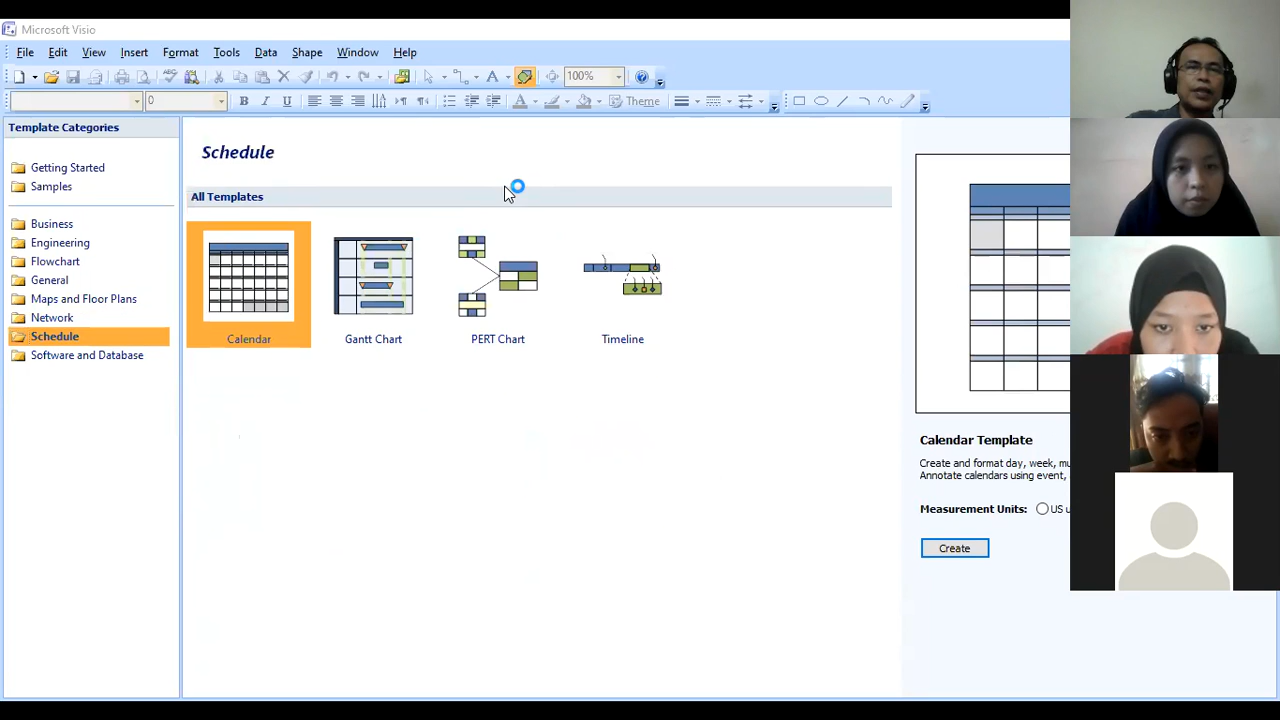 Microsoft Visio
File Edit View Insert Format Tools Data Shape Window Help
100%
0 B I U A Theme
Template Categories
Getting Started
Samples
Business
Engineering
Flowchart
General
Maps and Floor Plans
Network
Schedule
Software and Database
Schedule
All Templates
Calendar Gantt Chart PERT Chart Timeline
Calendar Template
Create and format day, week, mu
Annotate calendars using event,
Measurement Units: US u
Create